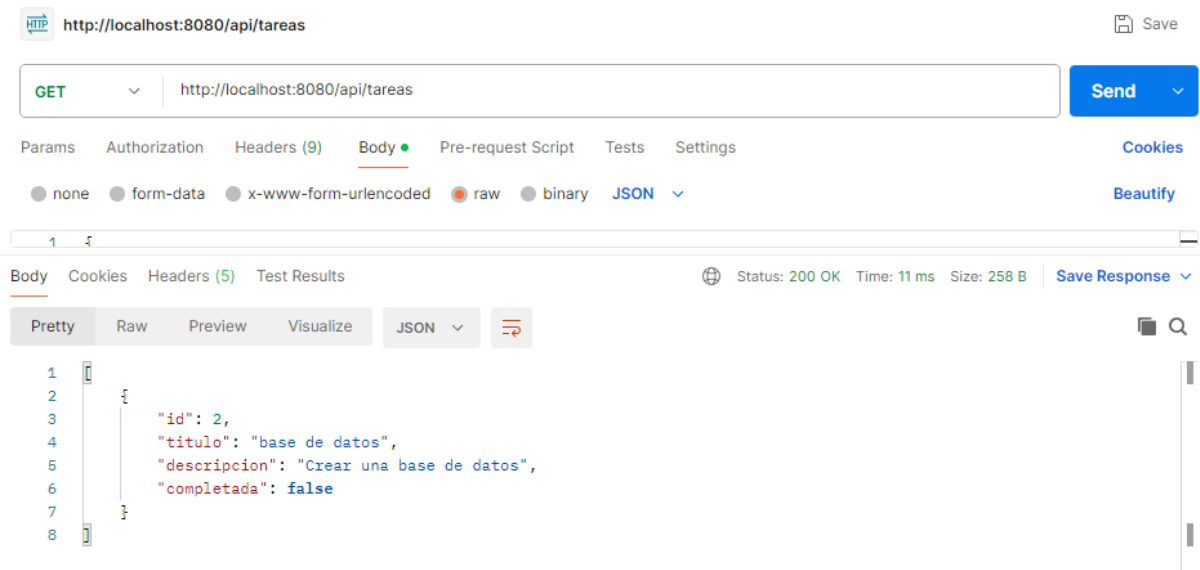 HTTP http://localhost:8080/api/tareas Save
GET http://localhost:8080/api/tareas Send
Params Authorization Headers (9) Body Pre-request Script Tests Settings Cookies
none form-data x-www-form-urlencoded raw binary JSON Beautify
1 {
Body Cookies Headers (5) Test Results Status: 200 OK Time: 11 ms Size: 258 B Save Response
Pretty Raw Preview Visualize JSON
1 [
2 {
3 "id": 2,
4 "titulo": "base de datos",
5 "descripcion": "Crear una base de datos",
6 "completada": false
7 }
8 ]